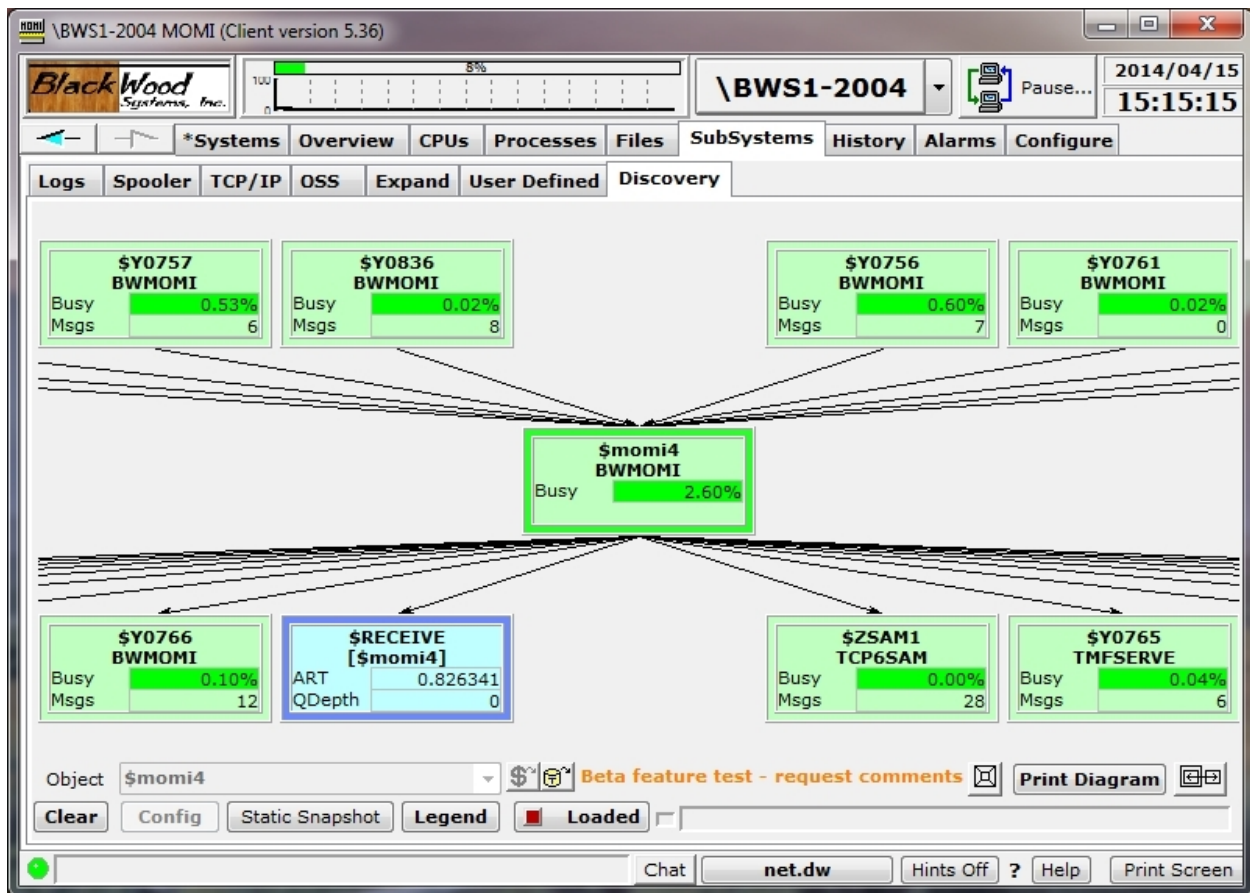 MOMI \BWS1-2004 MOMI (Client version 5.36)
BlackWood
Systems, Inc.
100
0
8%
\BWS1-2004
Pause...
2014/04/15
15:15:15
*Systems Overview CPUs Processes Files SubSystems History Alarms Configure
Logs Spooler TCP/IP OSS Expand User Defined Discovery
$Y0757
BWMOMI
Busy 0.53%
Msgs 6
$Y0836
BWMOMI
Busy 0.02%
Msgs 8
$Y0756
BWMOMI
Busy 0.60%
Msgs 7
$Y0761
BWMOMI
Busy 0.02%
Msgs 0
$momi4
BWMOMI
Busy 2.60%
$Y0766
BWMOMI
Busy 0.10%
Msgs 12
$RECEIVE
[$momi4]
ART 0.826341
QDepth 0
$ZSAM1
TCP6SAM
Busy 0.00%
Msgs 28
$Y0765
TMFSERVE
Busy 0.04%
Msgs 6
Object $momi4 $ Beta feature test - request comments Print Diagram
Clear Config Static Snapshot Legend Loaded
Chat net.dw Hints Off ? Help Print Screen